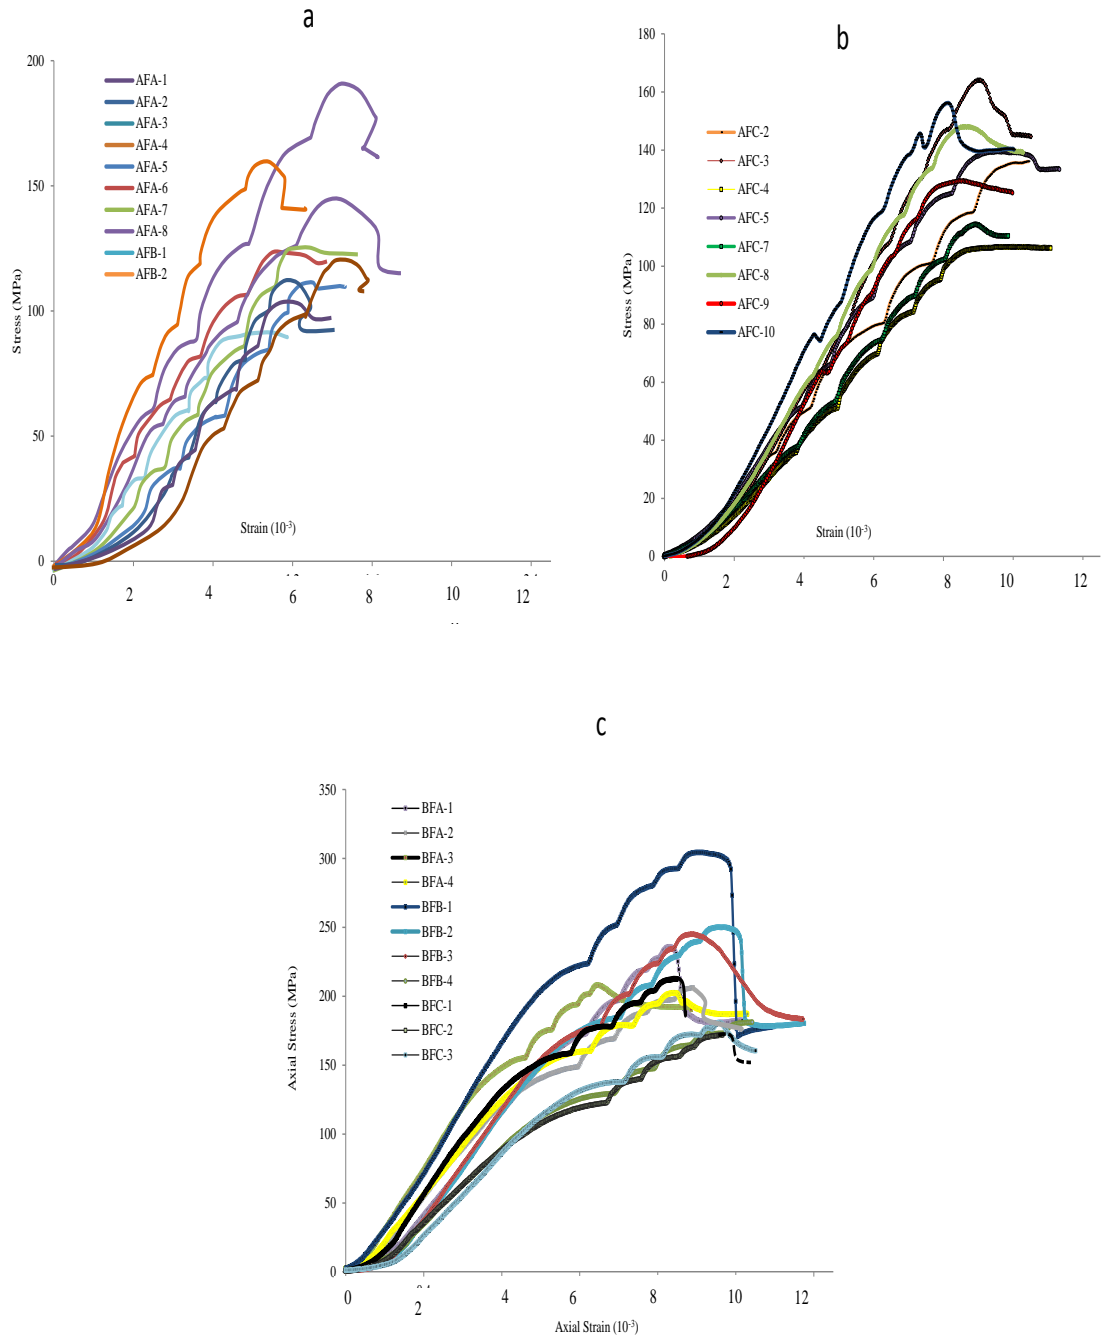 a
200
150
100
50
0
Stress (MPa)
AFA-1
AFA-2
AFA-3
AFA-4
AFA-5
AFA-6
AFA-7
AFA-8
AFB-1
AFB-2
Strain (10-3)
0
2
4
6
8
10
12
b
180
160
140
120
100
80
60
40
20
0
Stress (MPa)
AFC-2
AFC-3
AFC-4
AFC-5
AFC-7
AFC-8
AFC-9
AFC-10
Strain (10-3)
0
2
4
6
8
10
12
c
350
300
250
200
150
100
50
0
Axial Stress (MPa)
BFA-1
BFA-2
BFA-3
BFA-4
BFB-1
BFB-2
BFB-3
BFB-4
BFC-1
BFC-2
BFC-3
0
2
4
6
8
10
12
Axial Strain (10-3)